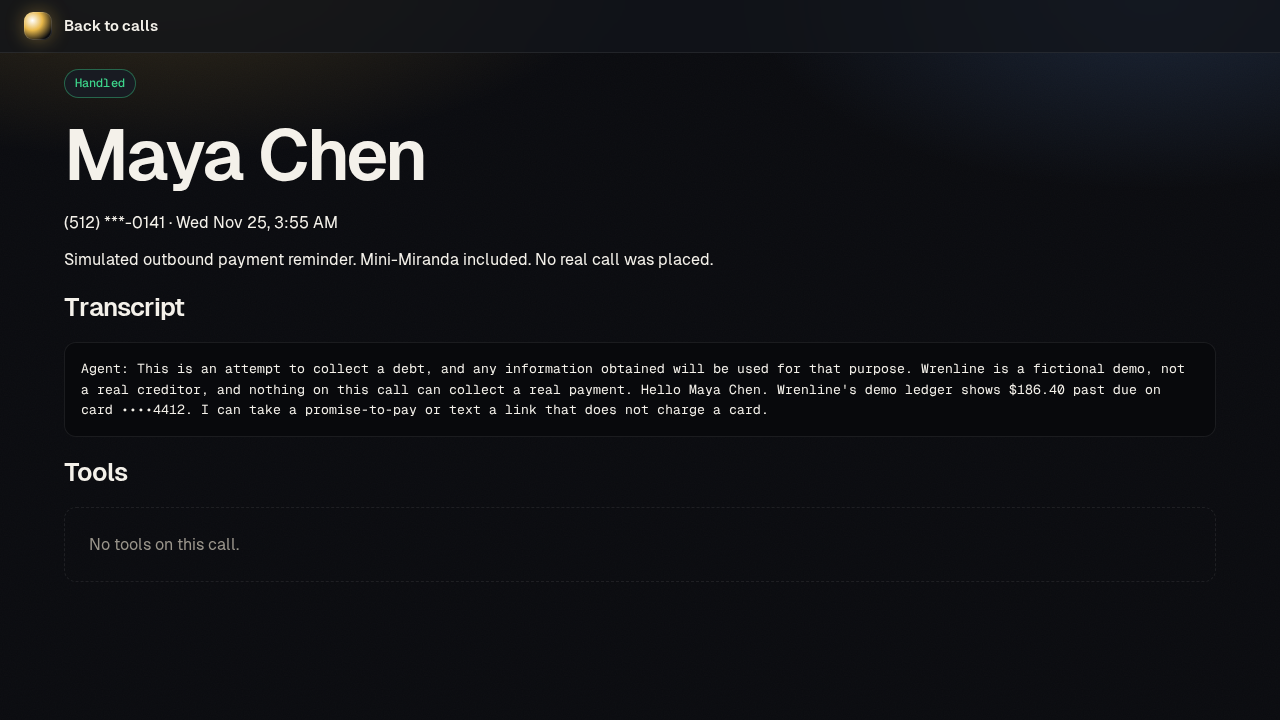 Back to calls
Handled
Maya Chen
(512) ***-0141 · Wed Nov 25, 3:55 AM
Simulated outbound payment reminder. Mini-Miranda included. No real call was placed.
Transcript
Agent: This is an attempt to collect a debt, and any information obtained will be used for that purpose. Wrenline is a fictional demo, not
a real creditor, and nothing on this call can collect a real payment. Hello Maya Chen. Wrenline's demo ledger shows $186.40 past due on
card ••••4412. I can take a promise-to-pay or text a link that does not charge a card.
Tools
No tools on this call.